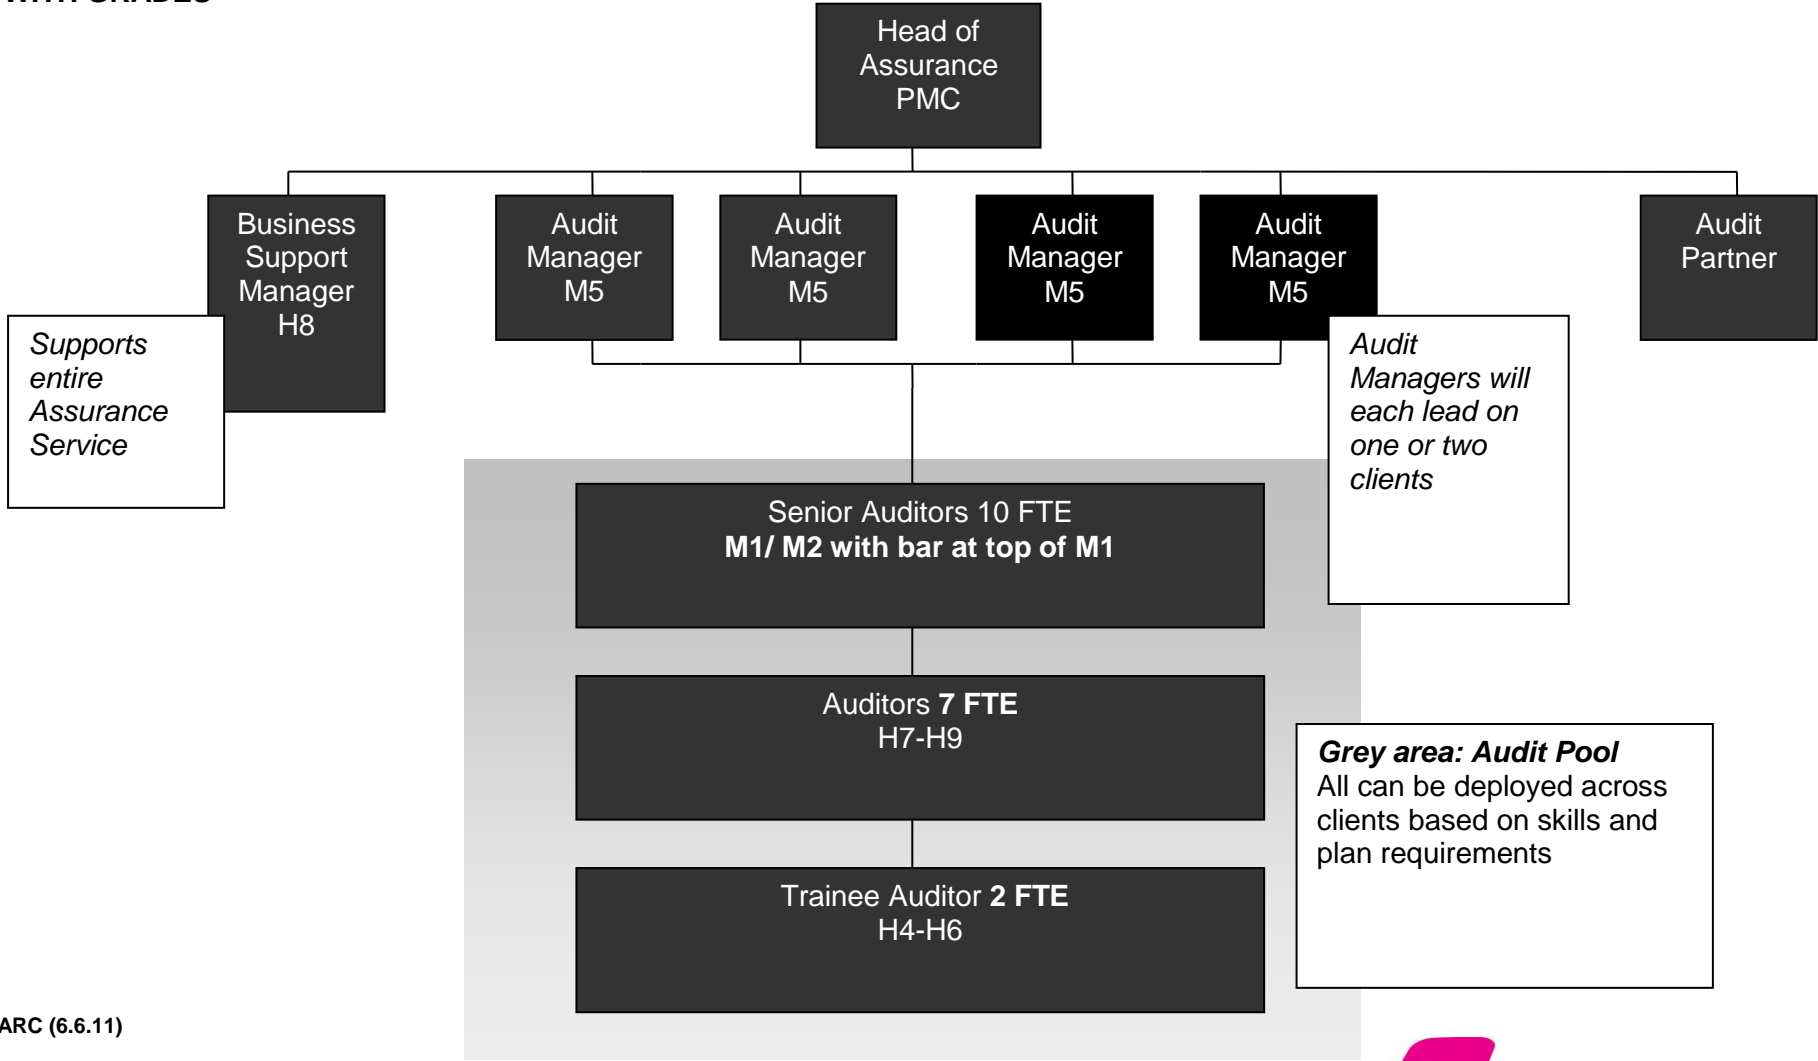 Head of
Assurance
PMC
Business
Support
Manager
H8
Audit
Manager
M5
Audit
Manager
M5
Audit
Manager
M5
Audit
Manager
M5
Audit
Partner
Supports
entire
Assurance
Service
Audit
Managers will
each lead on
one or two
clients
Senior Auditors 10 FTE
M1/ M2 with bar at top of M1
Auditors 7 FTE
H7-H9
Grey area: Audit Pool
All can be deployed across
clients based on skills and
plan requirements
Trainee Auditor 2 FTE
H4-H6
ARC (6.6.11)